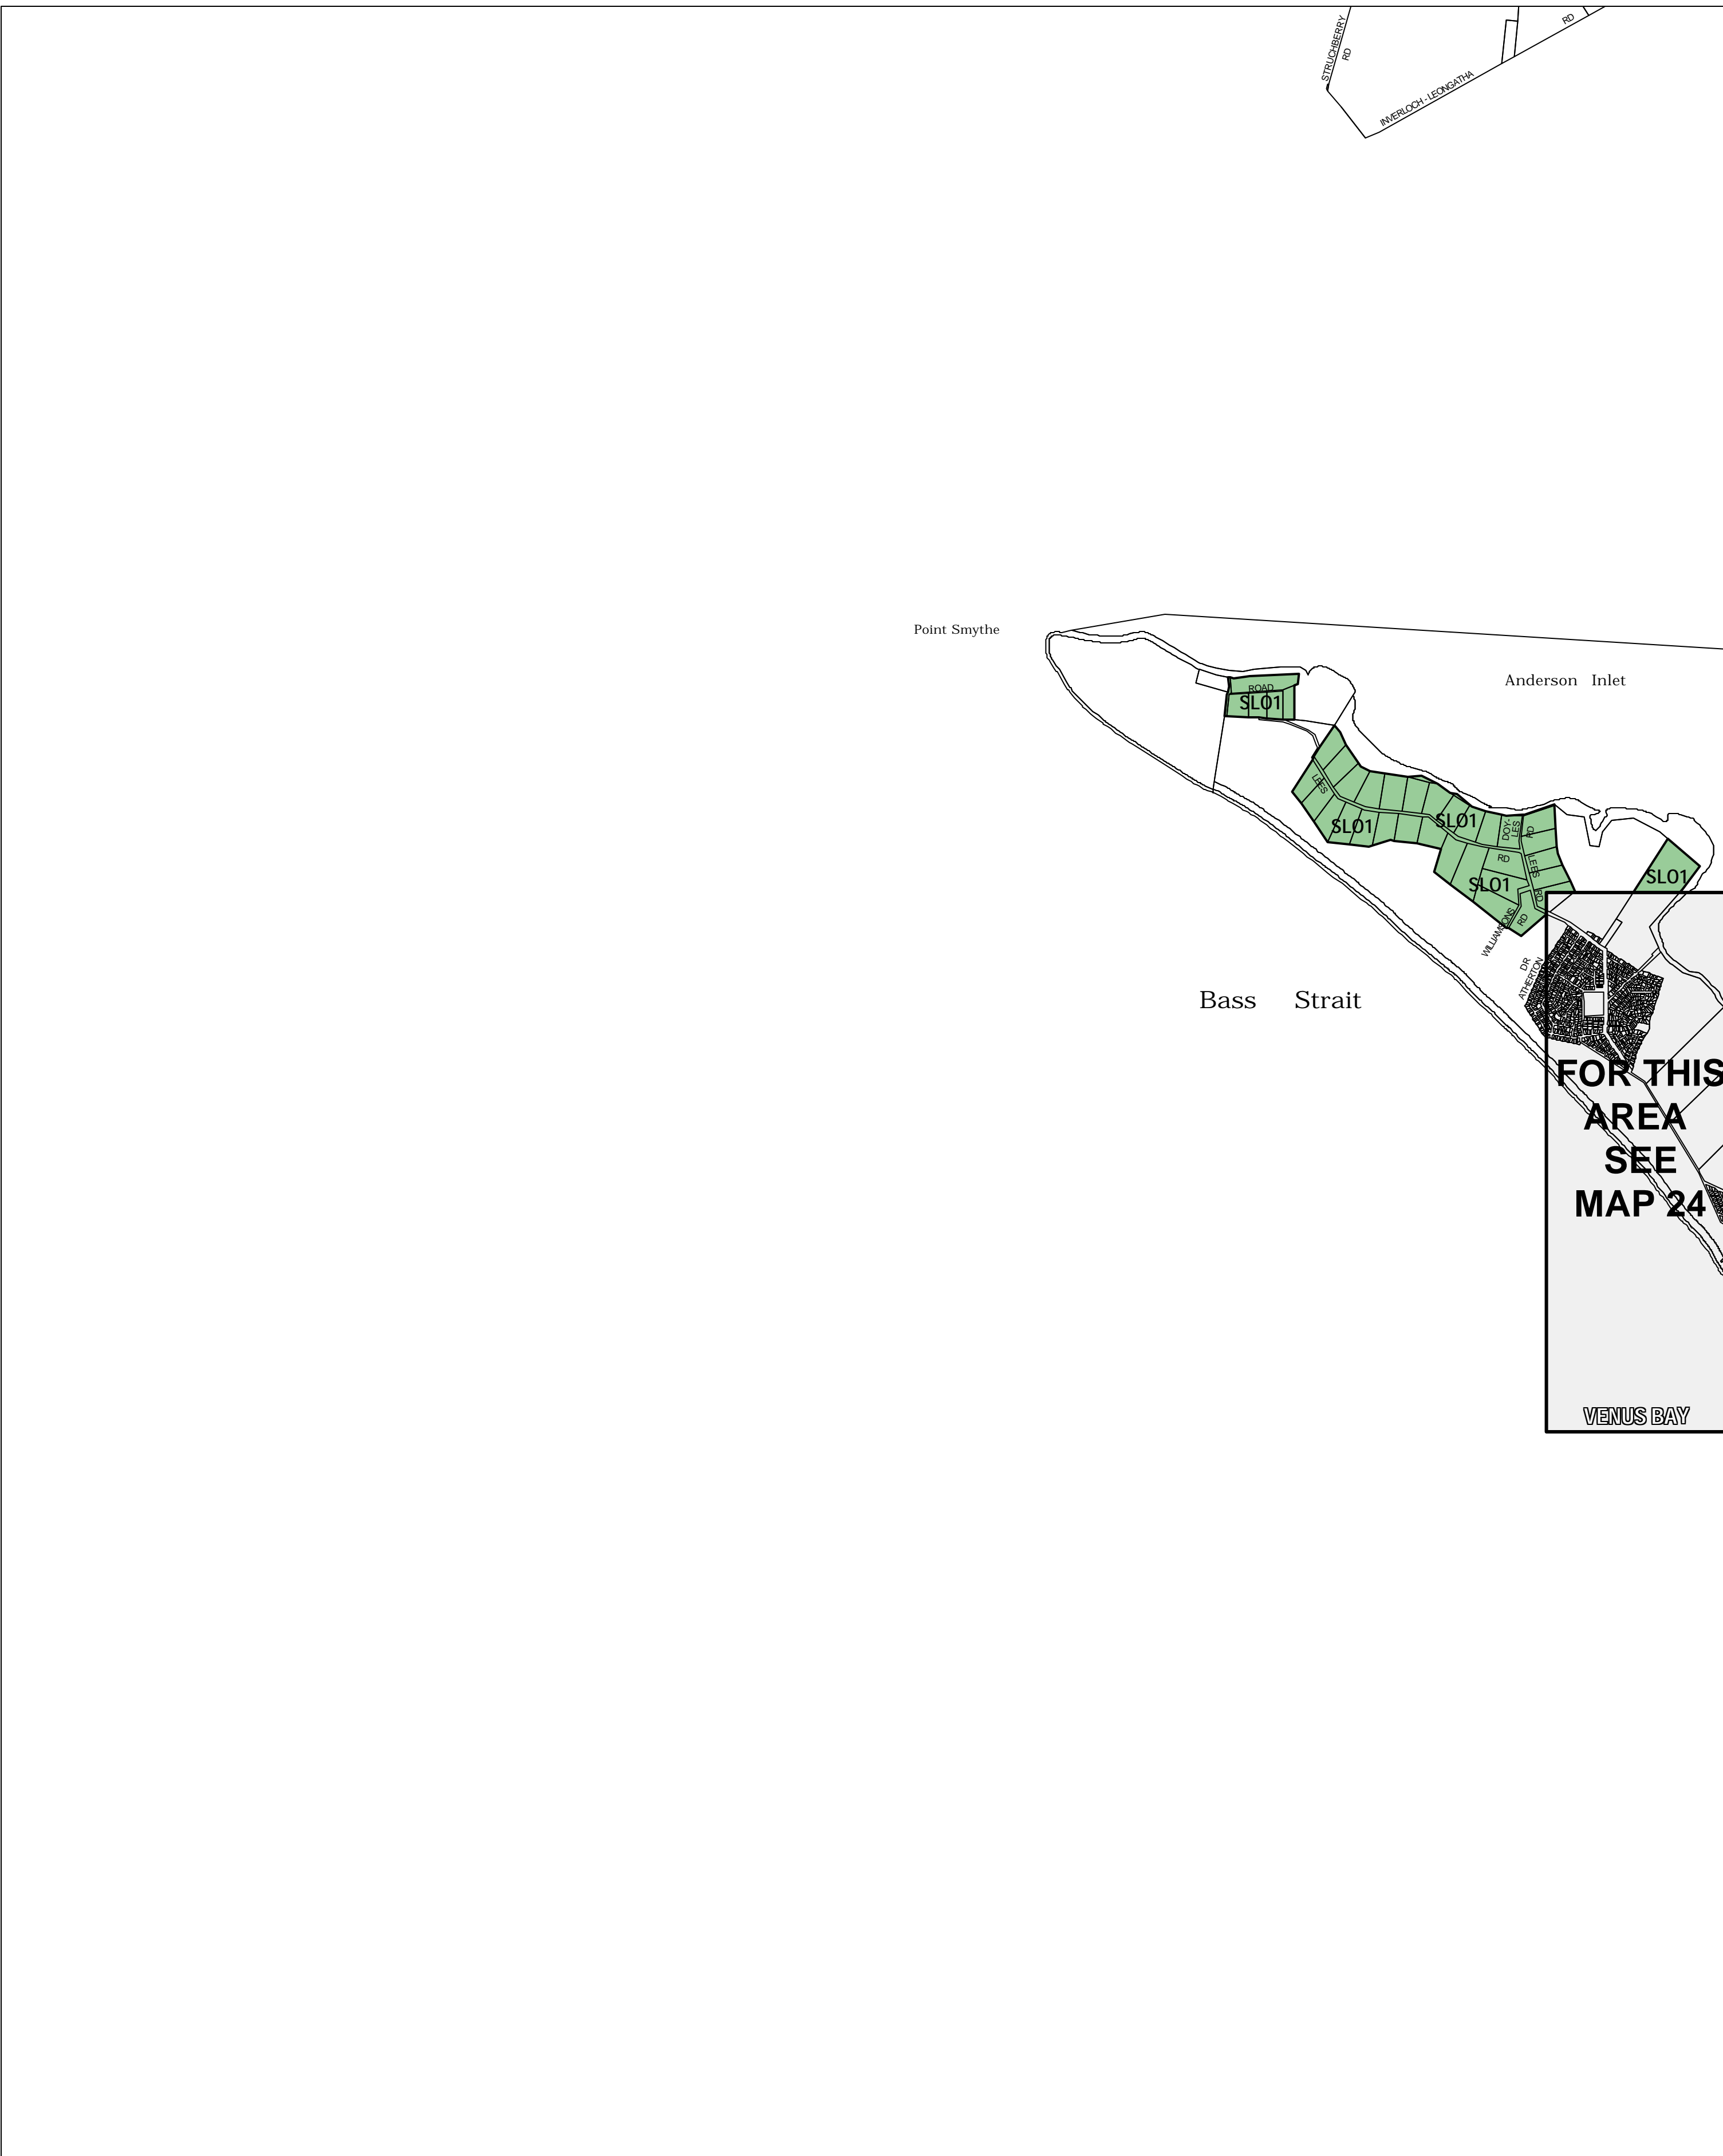 STRUCHBERRY
RD
RD
INVERLOCH - LEONGATHA
Point Smythe
Anderson Inlet
ROAD
SLO1
LEES
SLO1
SLO1
DOY-
LES
RD
RD
LEES
RD
SLO1
SLO1
WILLIAMSONS
RD
DR
ATHERTON
Bass Strait
FOR THIS
AREA
SEE
MAP 24
VENUS BAY